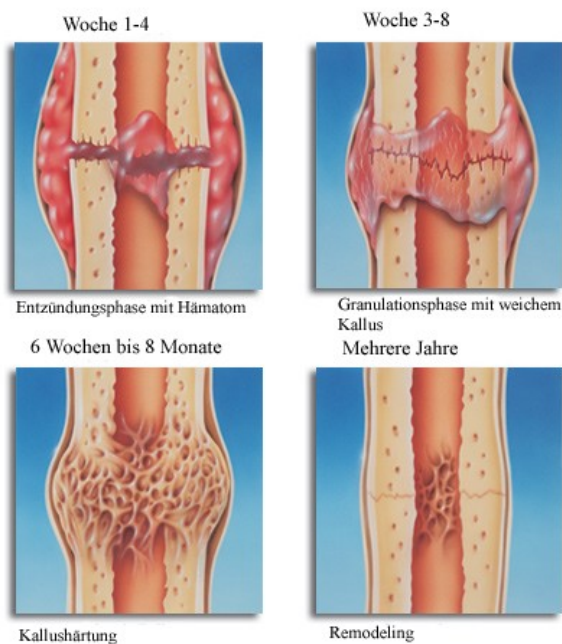 Woche 1-4
Woche 3-8
Entzündungsphase mit Hämatom
Granulationsphase mit weichem
Kallus
6 Wochen bis 8 Monate
Mehrere Jahre
Kallushärtung
Remodeling